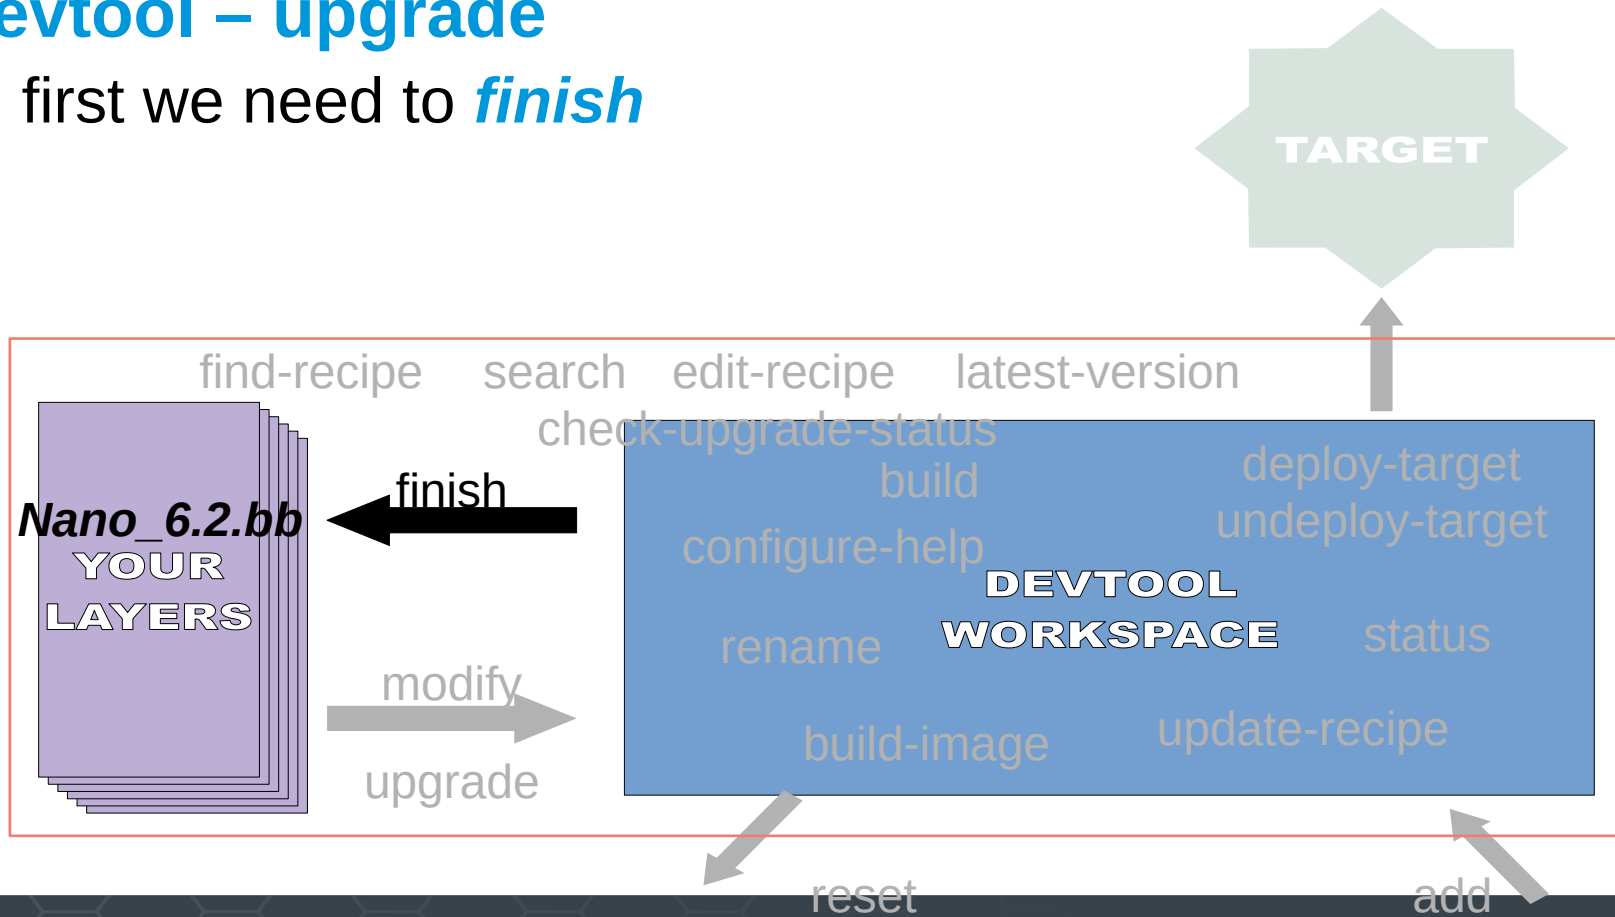 evtool – upgrade
first we need to finish
TARGET
find-recipe search edit-recipe latest-version
check-upgrade-status
build
deploy-target
finish
Nano_6.2.bb
undeploy-target
configure-help
YOUR
LAYERS
DEVTOOL
WORKSPACE
rename
status
modify
build-image
update-recipe
upgrade
reset
add